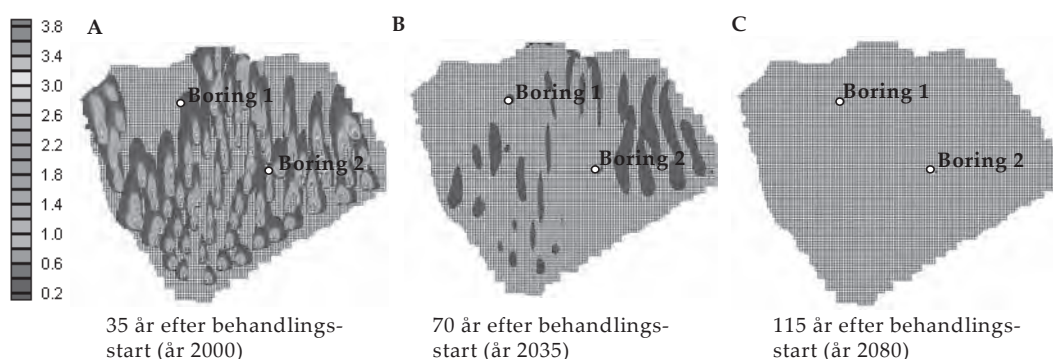 3.8
3.4
3.0
2.6
2.2
1.8
1.4
1.0
0.6
0.2
A
Boring 1
Boring 2
35 år efter behandlings-
start (år 2000)
B
Boring 1
Boring 2
70 år efter behandlings-
start (år 2035)
C
Boring 1
Boring 2
115 år efter behandlings-
start (år 2080)